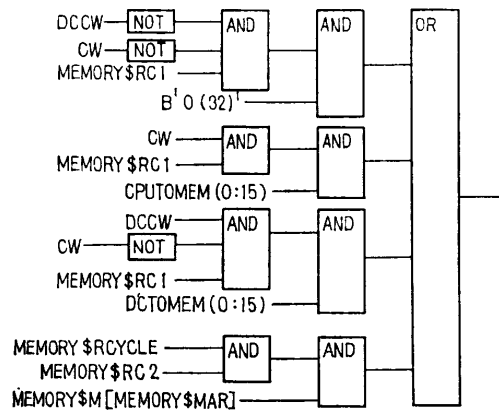 DCCW NOT AND AND OR
CW NOT
MEMORY$RC1
B'0(32)'
CW AND AND
MEMORY$RC1
CPUTOMEM(0:15)
DCCW AND AND
CW NOT
MEMORY$RC1
DCTOMEM(0:15)
MEMORY$RCYCLE AND AND
MEMORY$RC2
MEMORY$M[MEMORY$MAR]